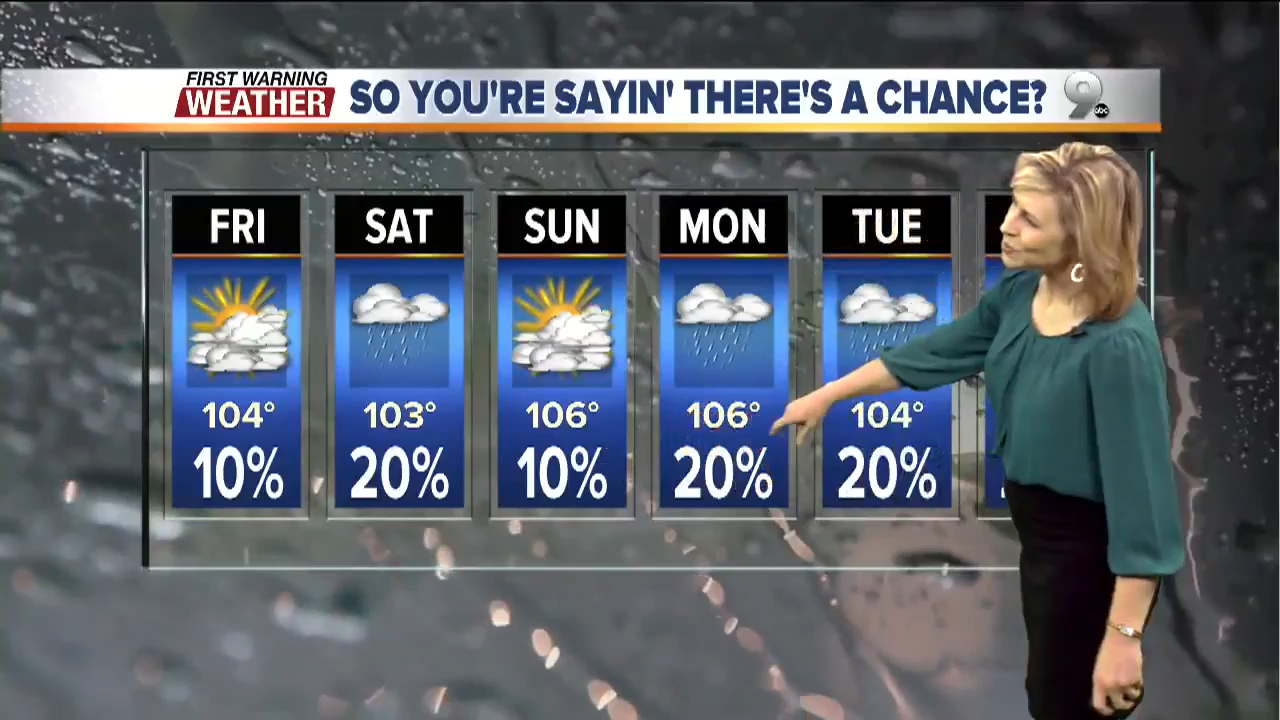 FIRST WARNING
WEATHER
SO YOU'RE SAYIN' THERE'S A CHANCE?
9
abc
FRI
SAT
SUN
MON
TUE
104°
103°
106°
106°
104°
10%
20%
10%
20%
20%